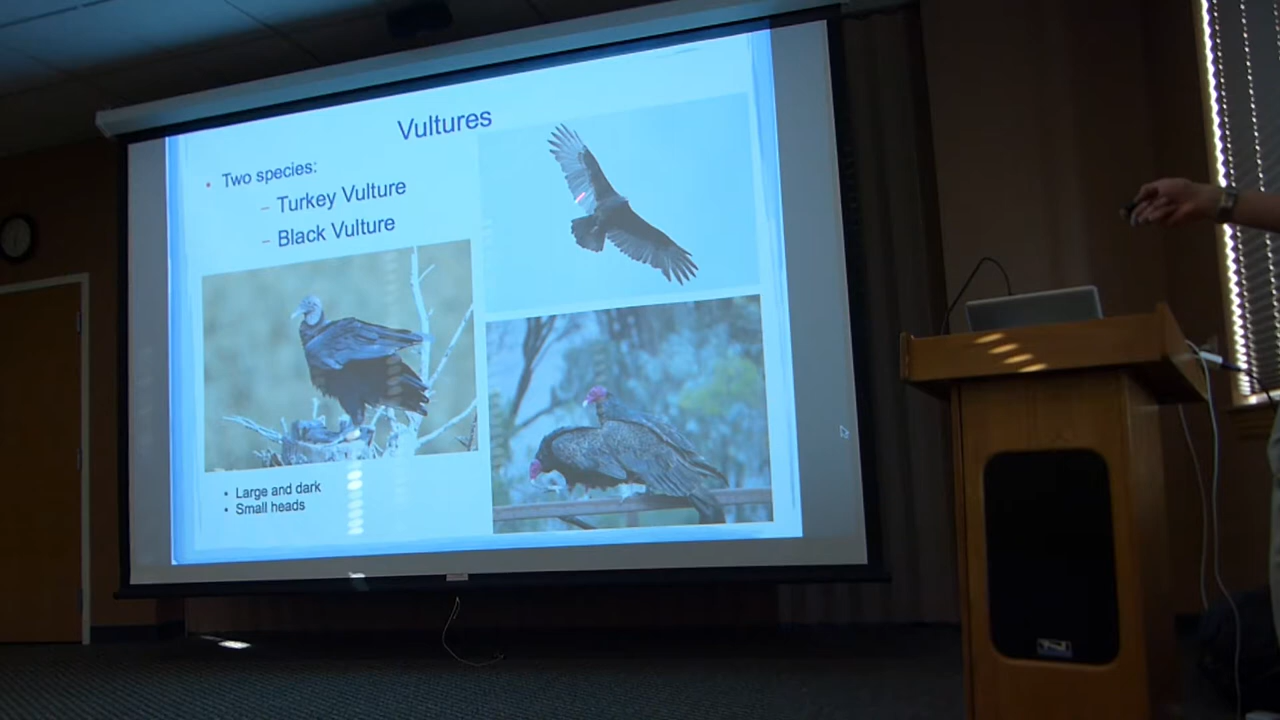 Vultures
• Two species:
– Turkey Vulture
– Black Vulture
• Large and dark
• Small heads